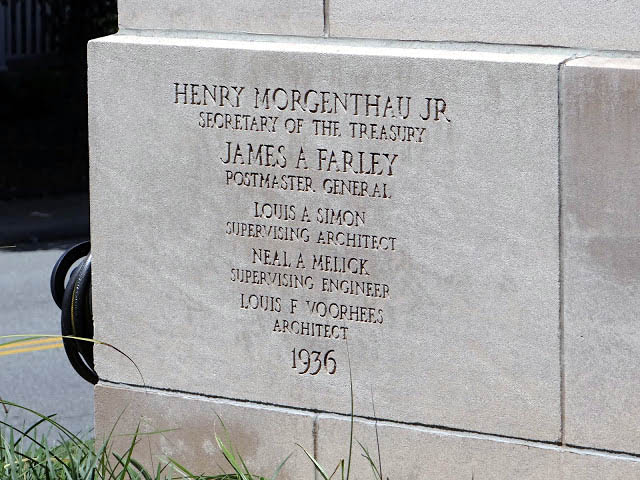 HENRY MORGENTHAU JR
SECRETARY OF THE TREASURY
JAMES A FARLEY
POSTMASTER GENERAL
LOUIS A SIMON
SUPERVISING ARCHITECT
NEAL A MELICK
SUPERVISING ENGINEER
LOUIS F VOORHEES
ARCHITECT
1936